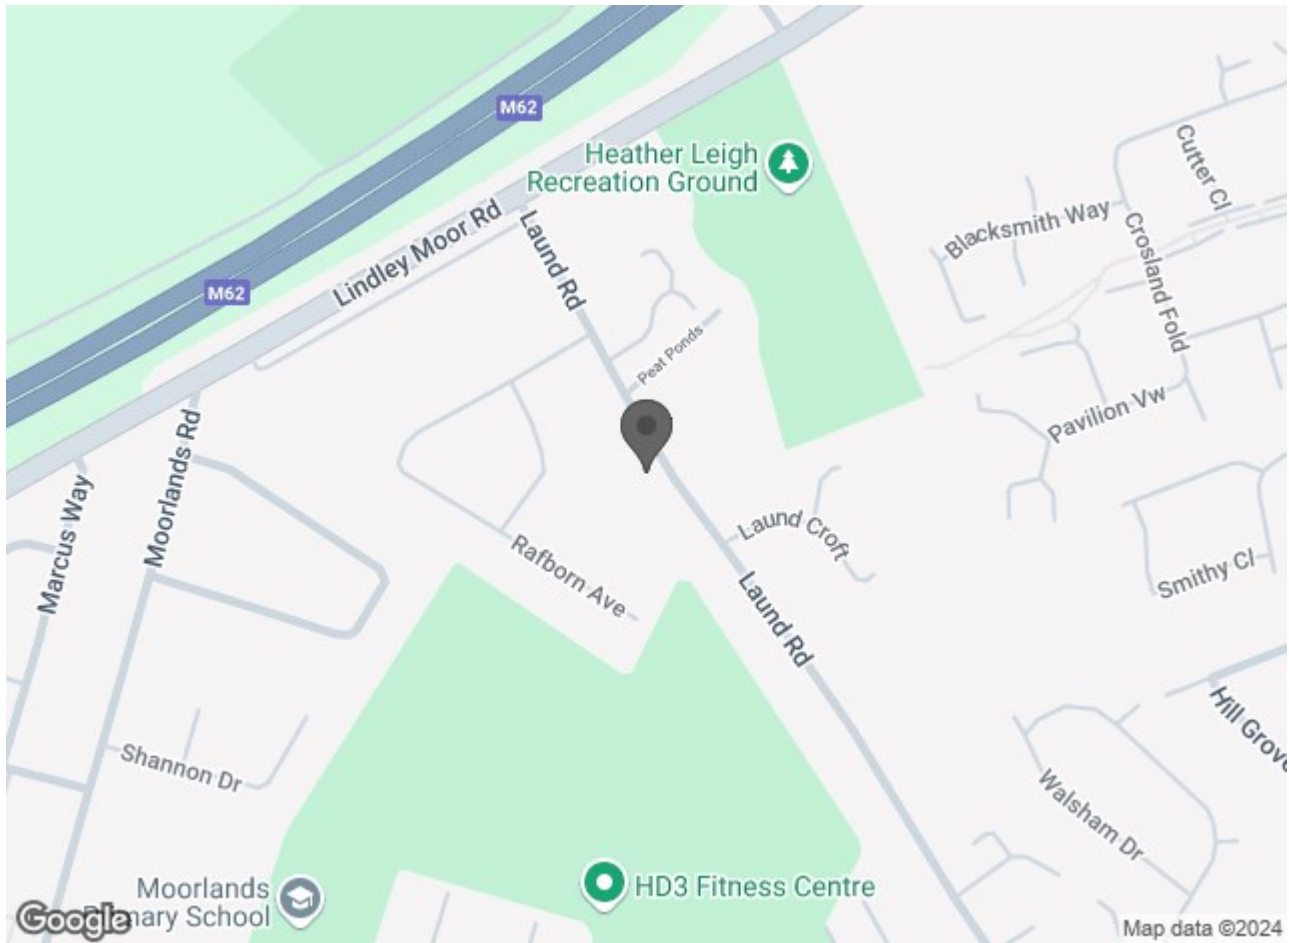 M62
Cutter Cl
Heather Leigh
Recreation Ground
Blacksmith Way
Lindley Moor Rd
Laund Rd
Crosland Fold
M62
Peat Ponds
Pavilion Vw
Moorlands Rd
Marcus Way
Laund Croft
Rafborn Ave
Smithy Cl
Laund Rd
Hill Grove
Shannon Dr
Walsham Dr
HD3 Fitness Centre
Moorlands
Primary School
Google
Map data ©2024